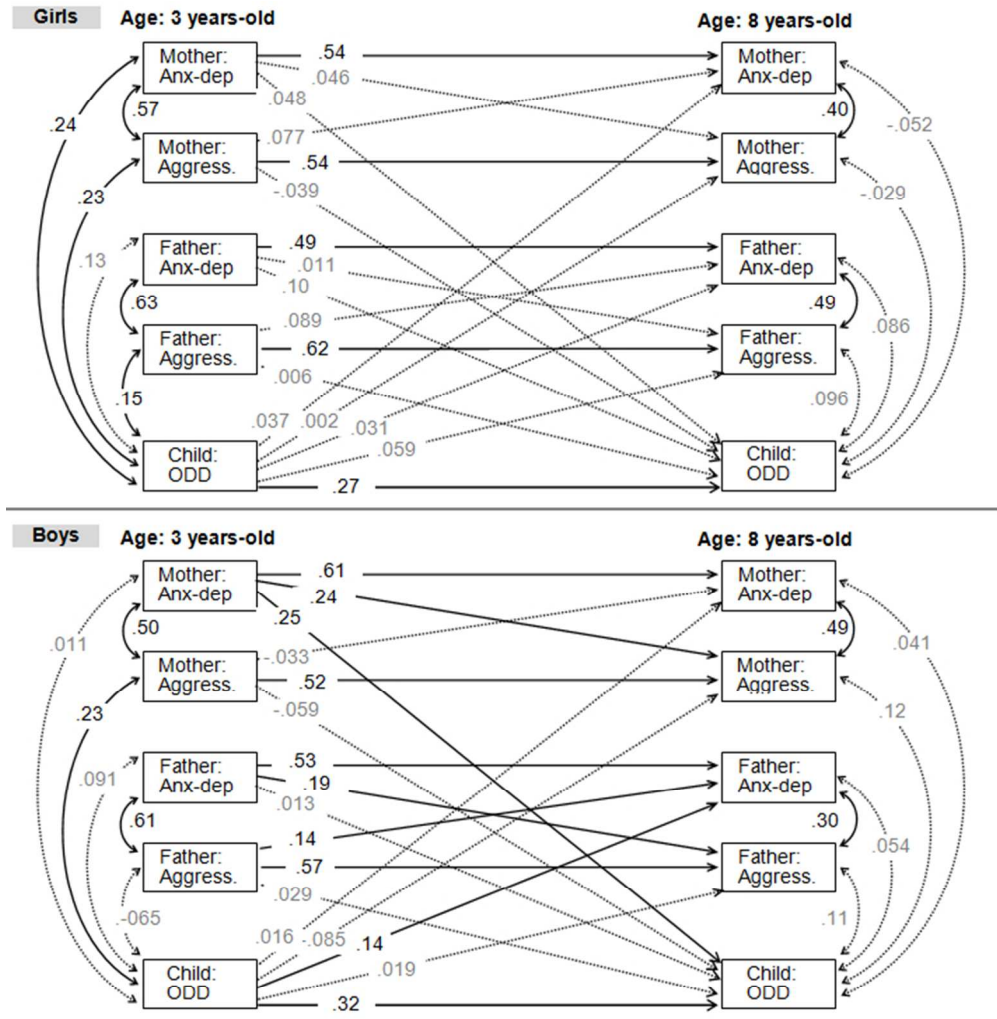 Girls Age: 3 years-old Age: 8 years-old
Mother: .54 Mother:
Anx-dep .046 Anx-dep
.048
.57 .40
.24 -.052
.077
Mother: Mother:
Aggress. .54 Aggress.
-.039 -.029
.23
Father: .49 Father:
.13 Anx-dep .011 Anx-dep
.10
.63 .49
.089 .086
Father: Father:
Aggress. .62 Aggress.
.006
.15 .096
.037 .002 .031
.059
Child: Child:
ODD ODD
.27
Boys Age: 3 years-old Age: 8 years-old
Mother: .61 Mother:
Anx-dep .24 Anx-dep
.25
.50 .49
.011 .041
-.033
Mother: Mother:
Aggress. .52 Aggress.
-.059
.23 .12
Father: .53 Father:
.091 Anx-dep .19 Anx-dep
.013
.61 .30
.14 .054
Father: Father:
Aggress. .57 Aggress.
.029
-.065 .11
.016 -.085 .14
.019
Child: Child:
ODD ODD
.32